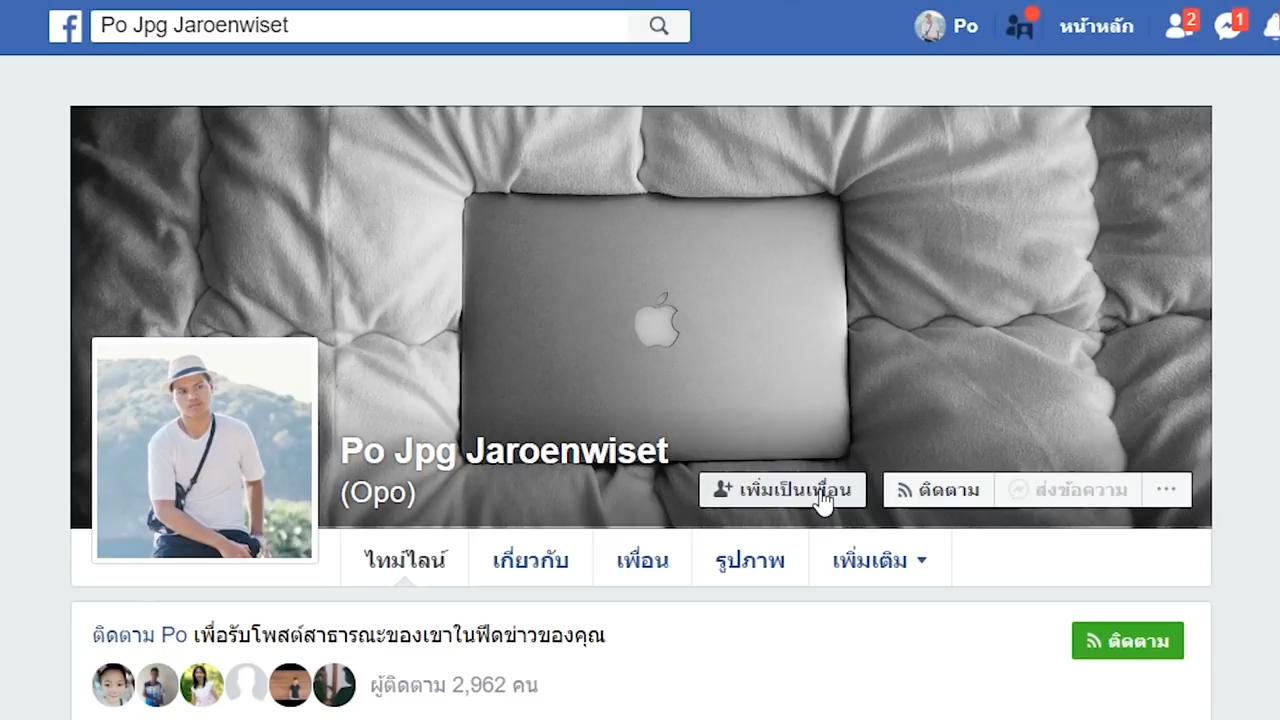 Po Jpg Jaroenwiset
Po
หน้าหลัก
2
1
Po Jpg Jaroenwiset
(Opo)
เพิ่มเป็นเพื่อน
ติดตาม
ส่งข้อความ
ไทม์ไลน์
เกี่ยวกับ
เพื่อน
รูปภาพ
เพิ่มเติม
ติดตาม Po เพื่อรับโพสต์สาธารณะของเขาในฟีดข่าวของคุณ
ติดตาม
ผู้ติดตาม 2,962 คน